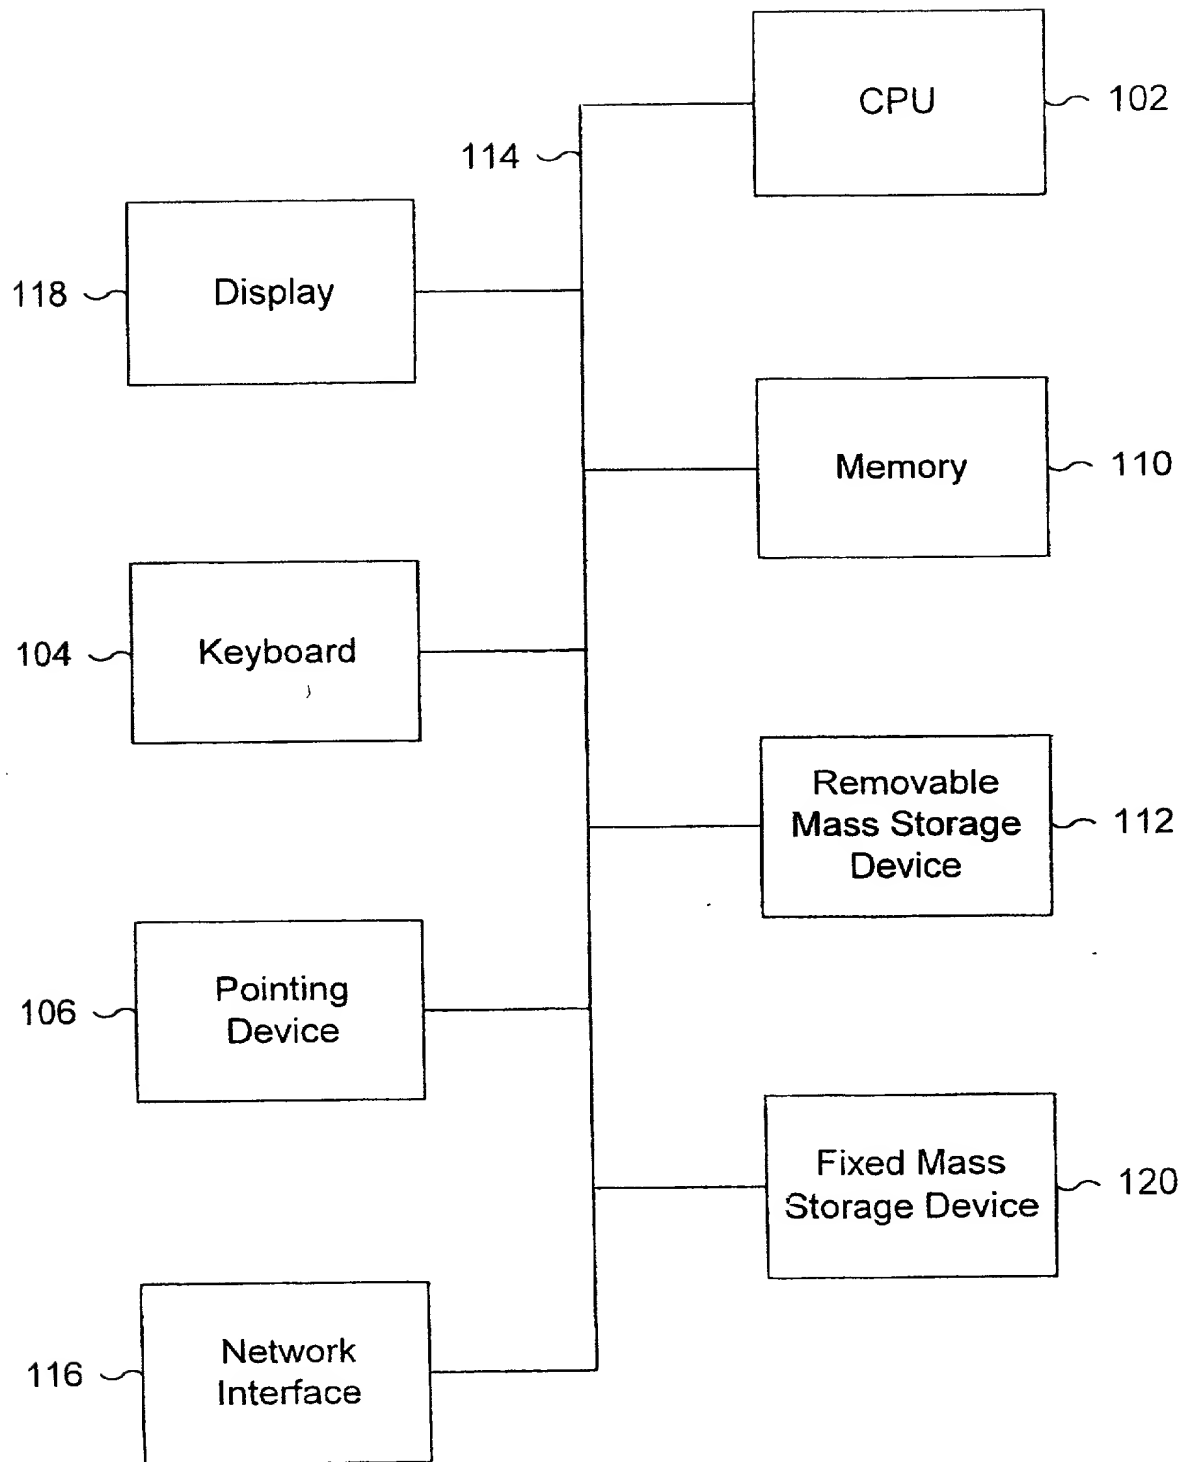 CPU
102
114
118
Display
Memory
110
104
Keyboard
Removable
Mass Storage
Device
112
106
Pointing
Device
Fixed Mass
Storage Device
120
116
Network
Interface